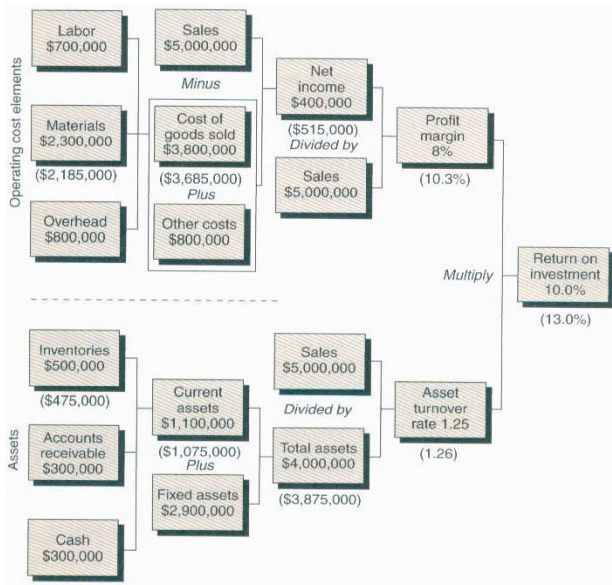 Operating cost elements
Labor
$700,000
Materials
$2,300,000
($2,185,000)
Overhead
$800,000
Sales
$5,000,000
Minus
Cost of
goods sold
$3,800,000
($3,685,000)
Plus
Other costs
$800,000
Net
income
$400,000
($515,000)
Divided by
Sales
$5,000,000
Profit
margin
8%
(10.3%)
Multiply
Return on
investment
10.0%
(13.0%)
Assets
Inventories
$500,000
($475,000)
Accounts
receivable
$300,000
Cash
$300,000
Current
assets
$1,100,000
($1,075,000)
Plus
Fixed assets
$2,900,000
Sales
$5,000,000
Divided by
Total assets
$4,000,000
($3,875,000)
Asset
turnover
rate 1.25
(1.26)